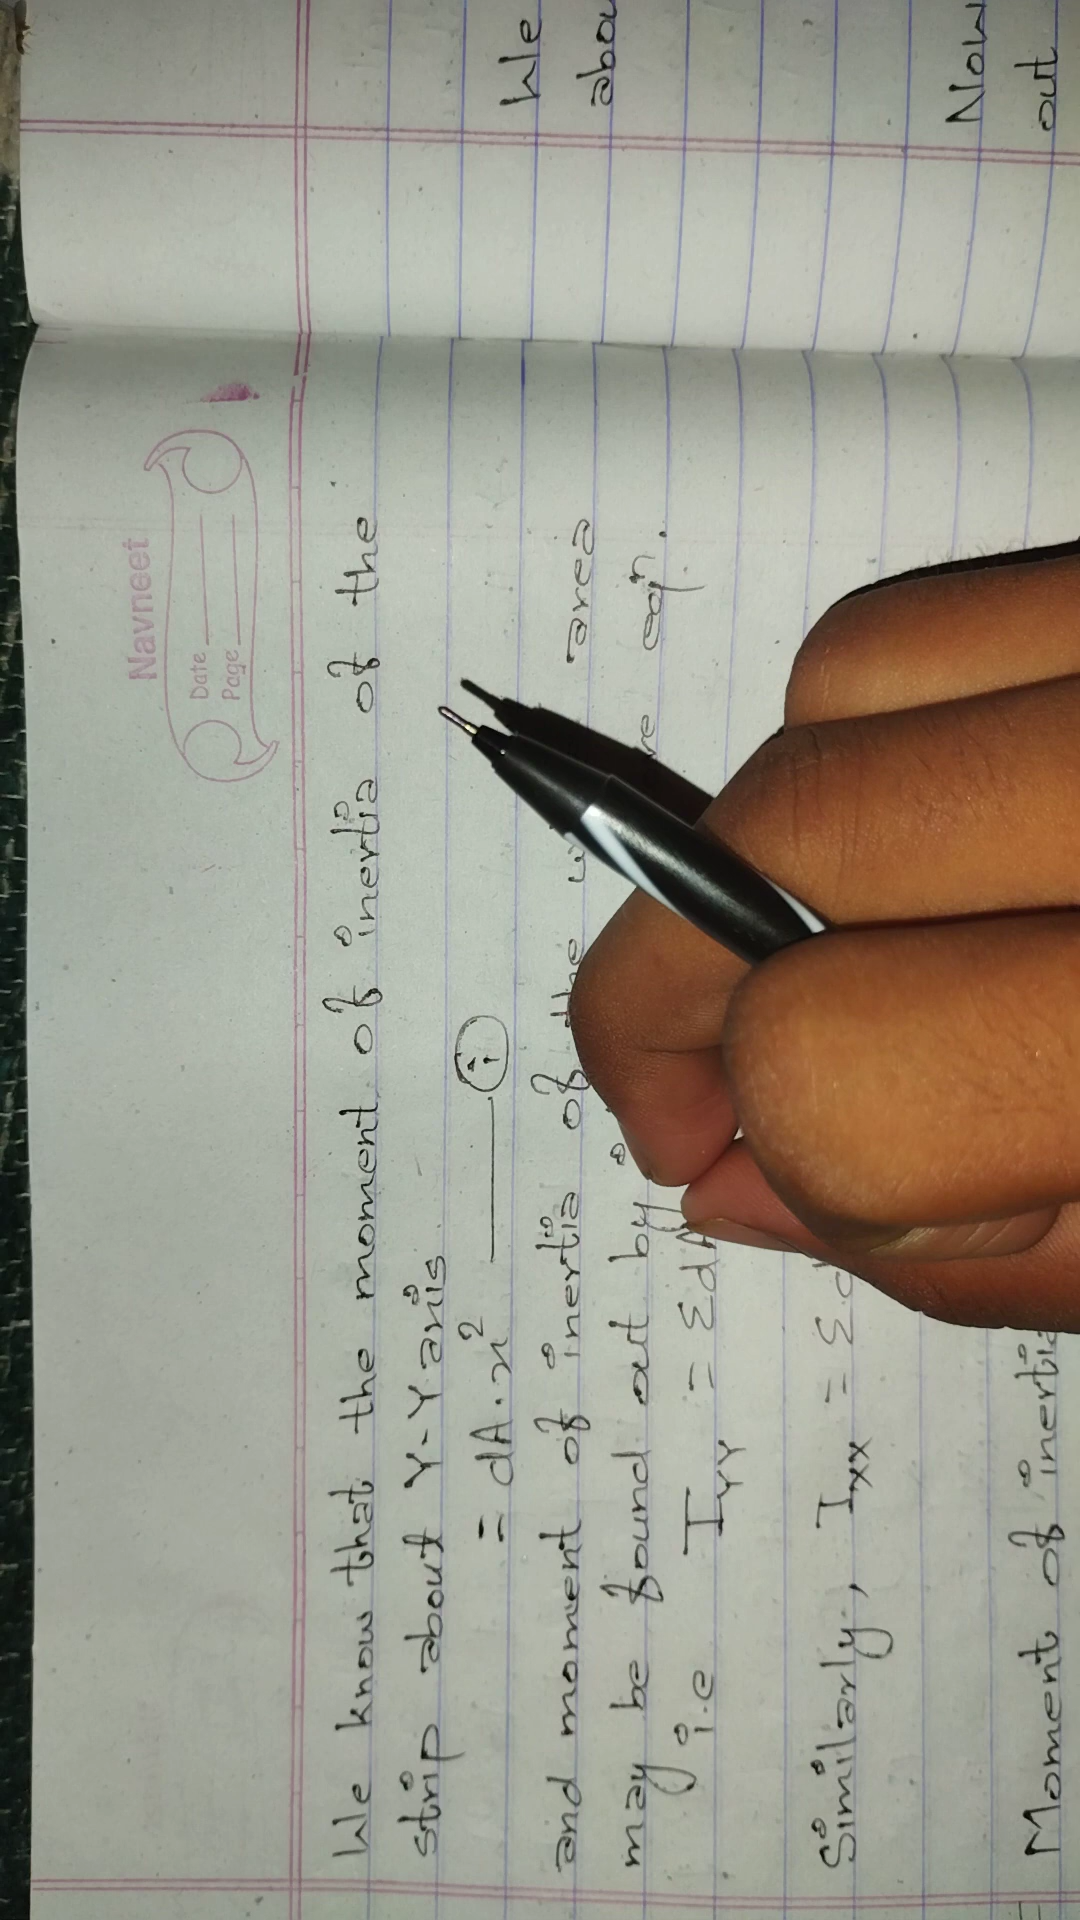 Navneet
Date
Page
We know that the moment of inertia of the
strip about Y-Y axis
= dA.x² (i)
and moment of inertia of the area
may be found out by eqn.
i.e IYY = Σ dA
Similarly, IXX = Σ
Moment of inertia
We
abou
Now
out